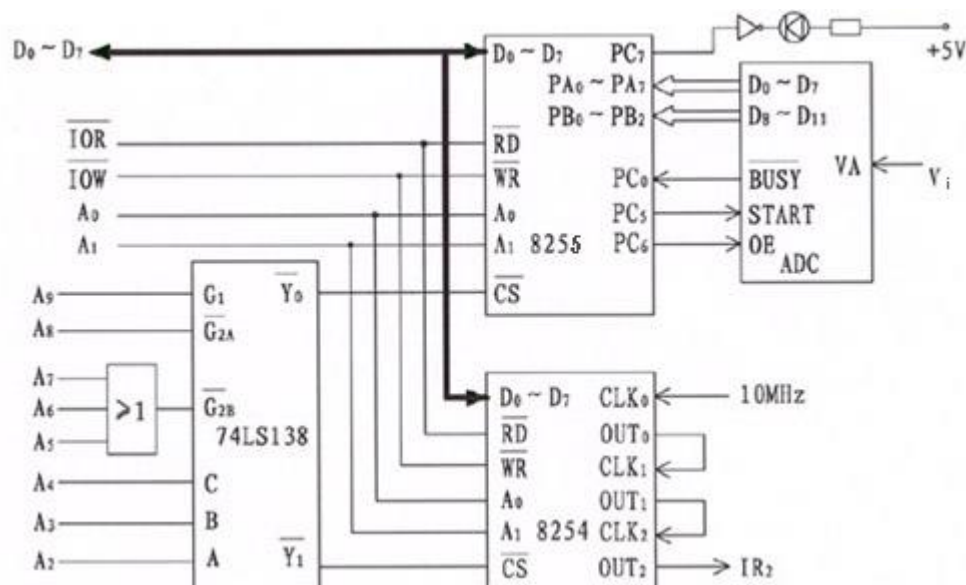 D₀ ~ D₇
D₀ ~ D₇ PC₇
+5V
PA₀ ~ PA₇
D₀ ~ D₇
PB₀ ~ PB₂
D₈ ~ D₁₁
IOR
RD
VA
Vᵢ
IOW
WR
PC₀
BUSY
A₀
A₀
PC₅
START
A₁
A₁ 8255 PC₆
OE
ADC
CS
A₉
G₁
Y₀
A₈
G₂A
A₇
A₆
A₅
≥1
G₂B
74LS138
A₄
C
A₃
B
A₂
A
Y₁
D₀ ~ D₇ CLK₀
10MHz
RD
OUT₀
WR
CLK₁
A₀
OUT₁
A₁ 8254 CLK₂
CS
OUT₂
IR₂